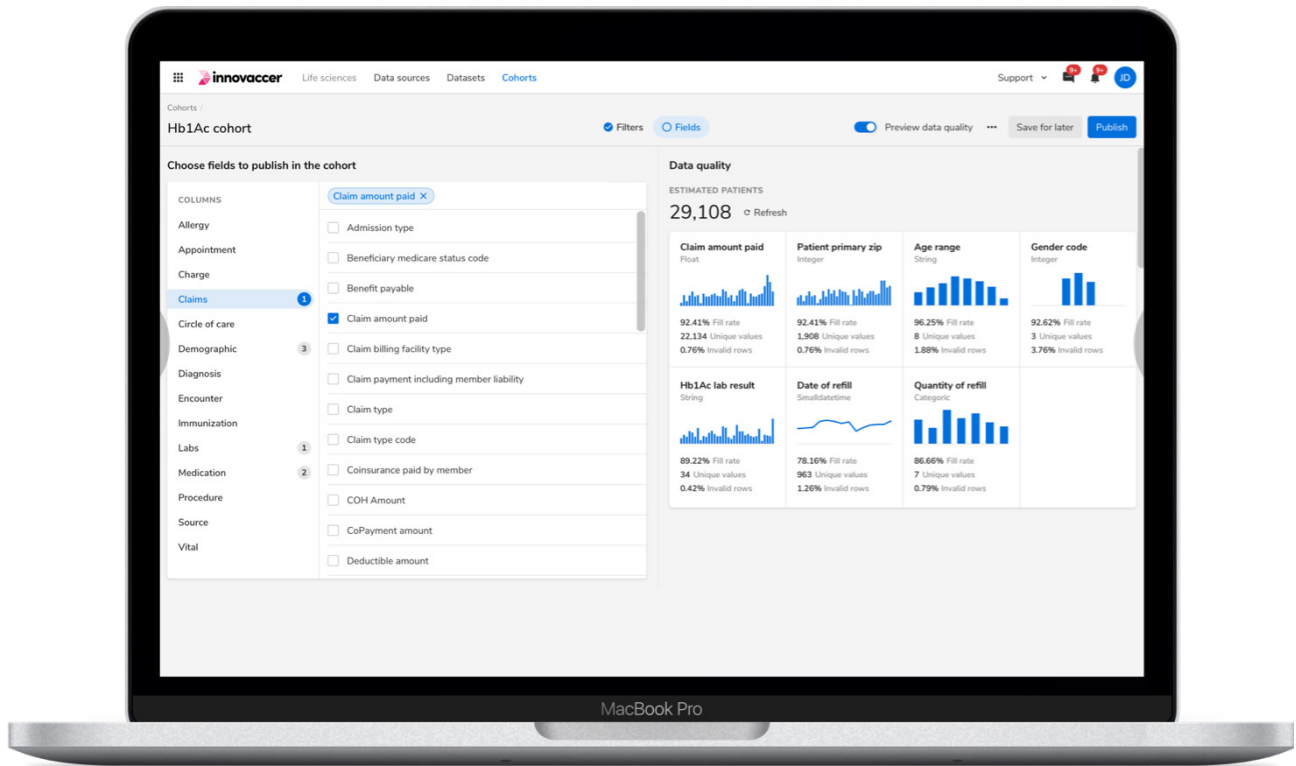 innovaccer
Life sciences
Data sources
Datasets
Cohorts
Support
9+
9+
JD
Cohorts /
Hb1Ac cohort
Filters
Fields
Preview data quality
Save for later
Publish
Choose fields to publish in the cohort
COLUMNS
Allergy
Appointment
Charge
Claims 1
Circle of care
Demographic 3
Diagnosis
Encounter
Immunization
Labs 1
Medication 2
Procedure
Source
Vital
Claim amount paid
Admission type
Beneficiary medicare status code
Benefit payable
Claim amount paid
Claim billing facility type
Claim payment including member liability
Claim type
Claim type code
Coinsurance paid by member
COH Amount
CoPayment amount
Deductible amount
Data quality
ESTIMATED PATIENTS
29,108 Refresh
Claim amount paid
Float
92.41% Fill rate
22,134 Unique values
0.76% Invalid rows
Patient primary zip
Integer
92.41% Fill rate
1,908 Unique values
0.76% Invalid rows
Age range
String
96.25% Fill rate
8 Unique values
1.88% Invalid rows
Gender code
Integer
92.62% Fill rate
3 Unique values
3.76% Invalid rows
Hb1Ac lab result
String
89.22% Fill rate
34 Unique values
0.42% Invalid rows
Date of refill
Smalldatetime
78.16% Fill rate
963 Unique values
1.26% Invalid rows
Quantity of refill
Categoric
86.66% Fill rate
7 Unique values
0.79% Invalid rows
MacBook Pro